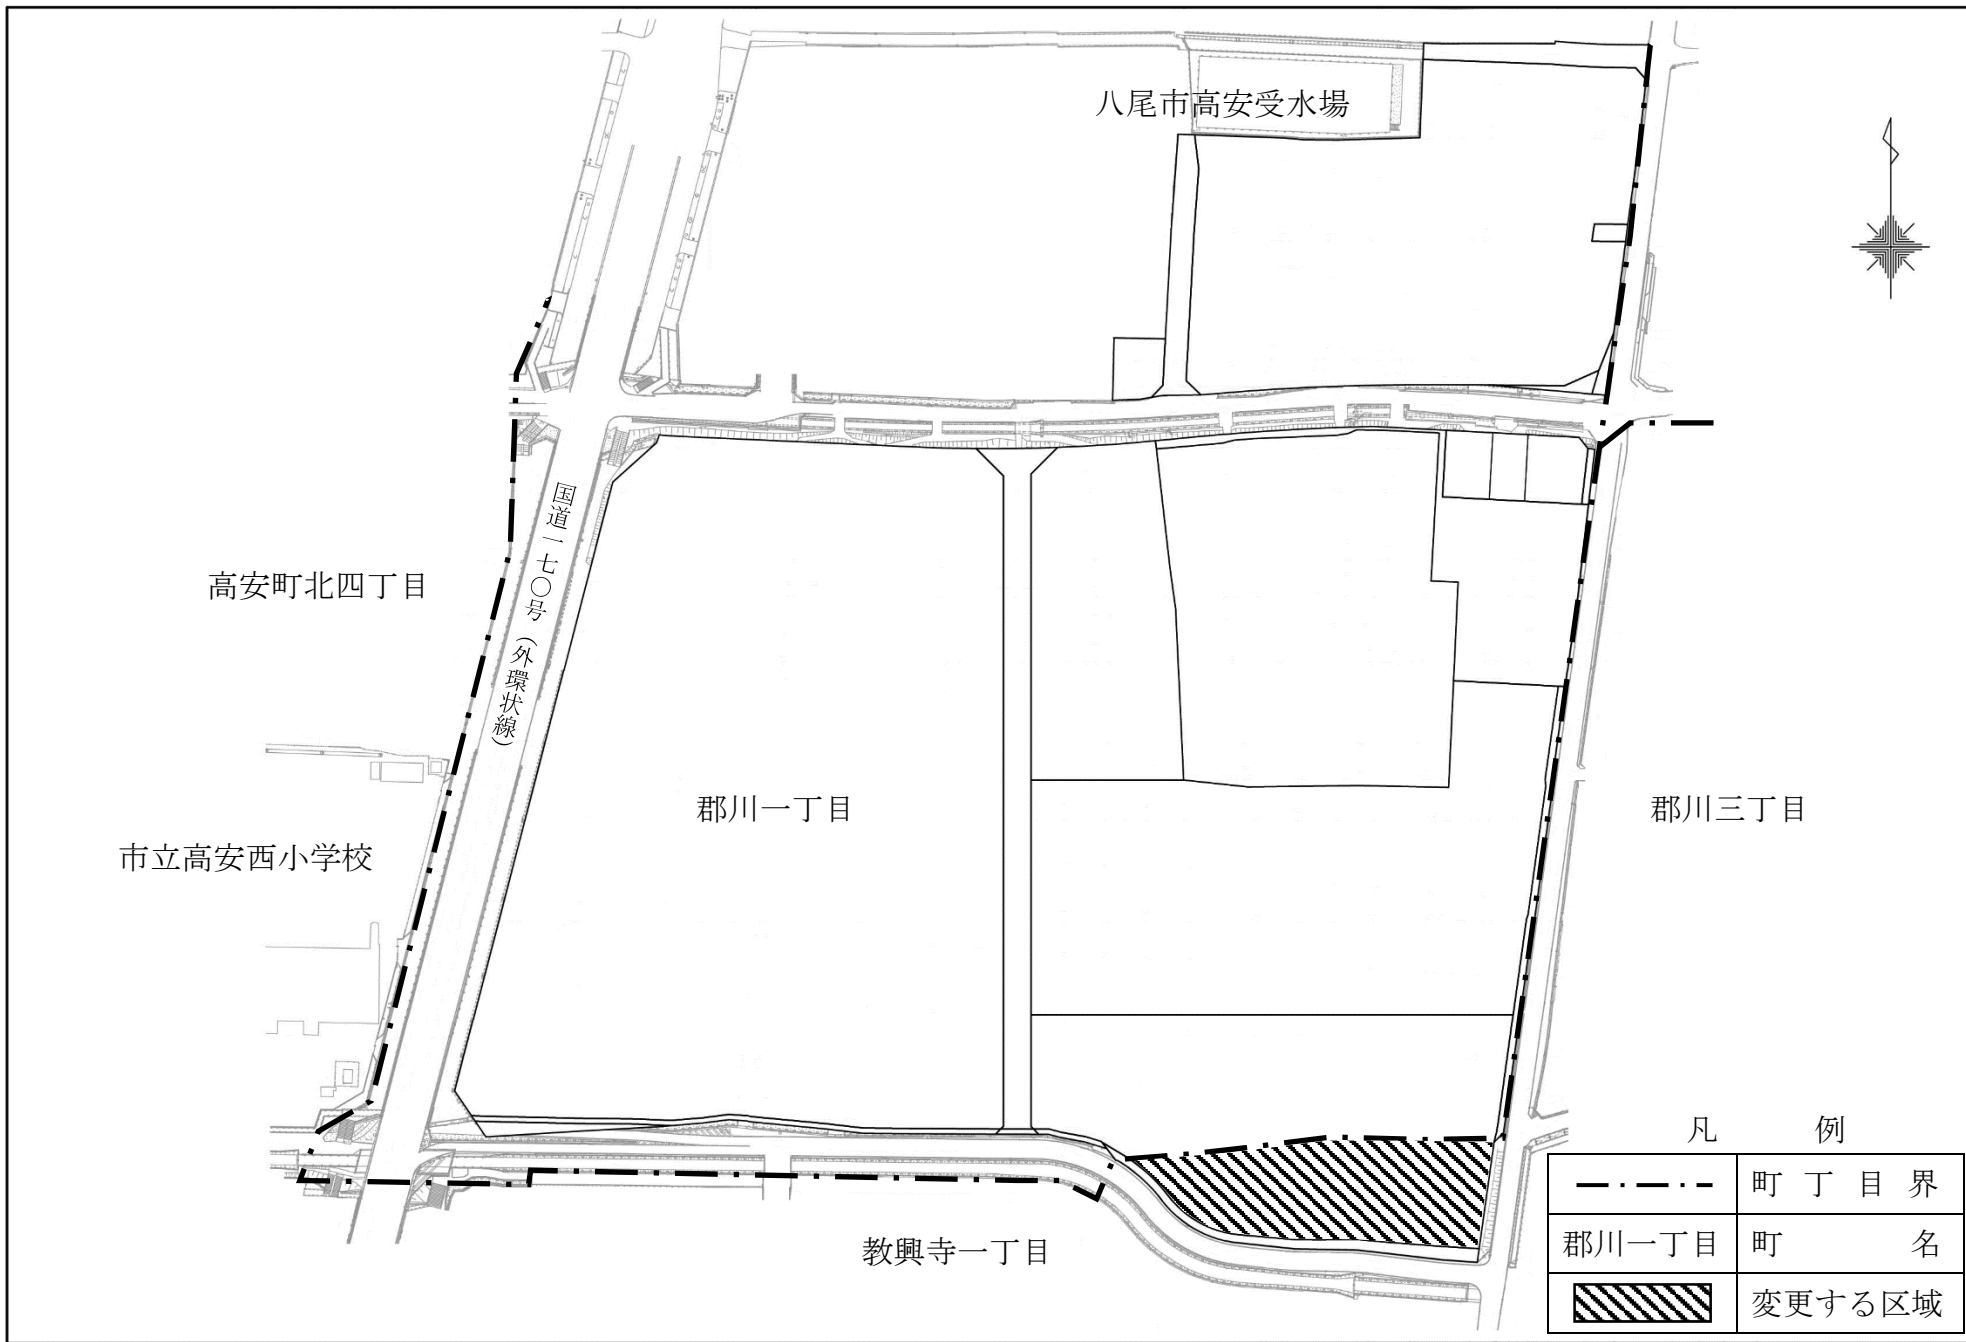 八尾市高安受水場
国道一七〇号（外環状線）
高安町北四丁目
郡川一丁目
郡川三丁目
市立高安西小学校
教興寺一丁目
凡例
町丁目界
郡川一丁目 町名
変更する区域